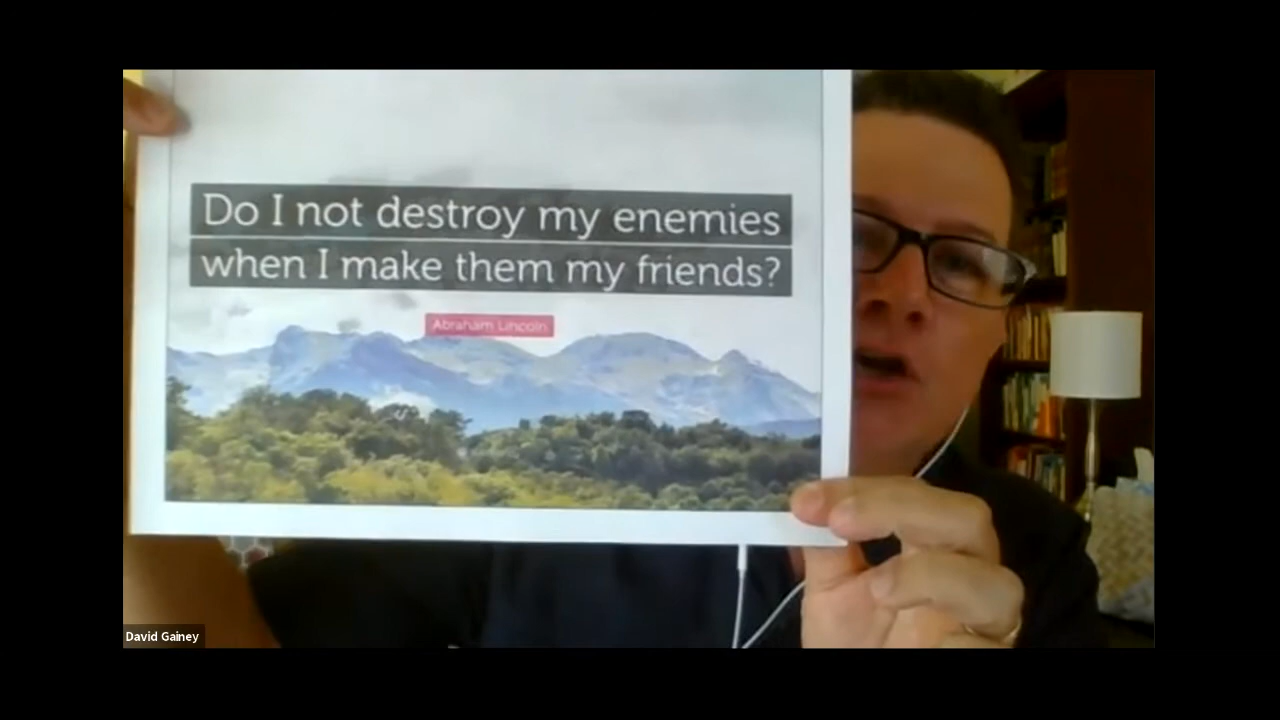 Do I not destroy my enemies
when I make them my friends?
Abraham Lincoln
David Gainey